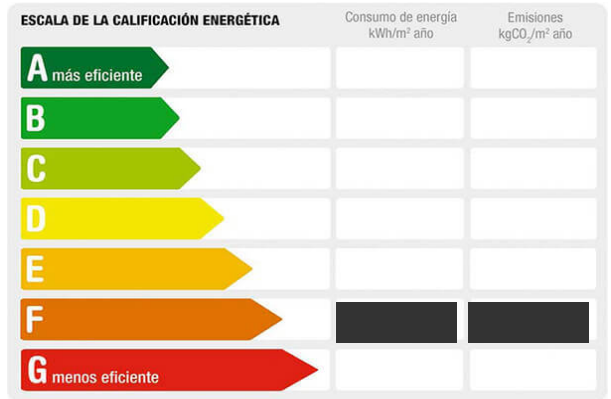 ESCALA DE LA CALIFICACIÓN ENERGÉTICA
Consumo de energía
kWh/m² año
Emisiones
kgCO₂/m² año
A más eficiente
B
C
D
E
F
G menos eficiente